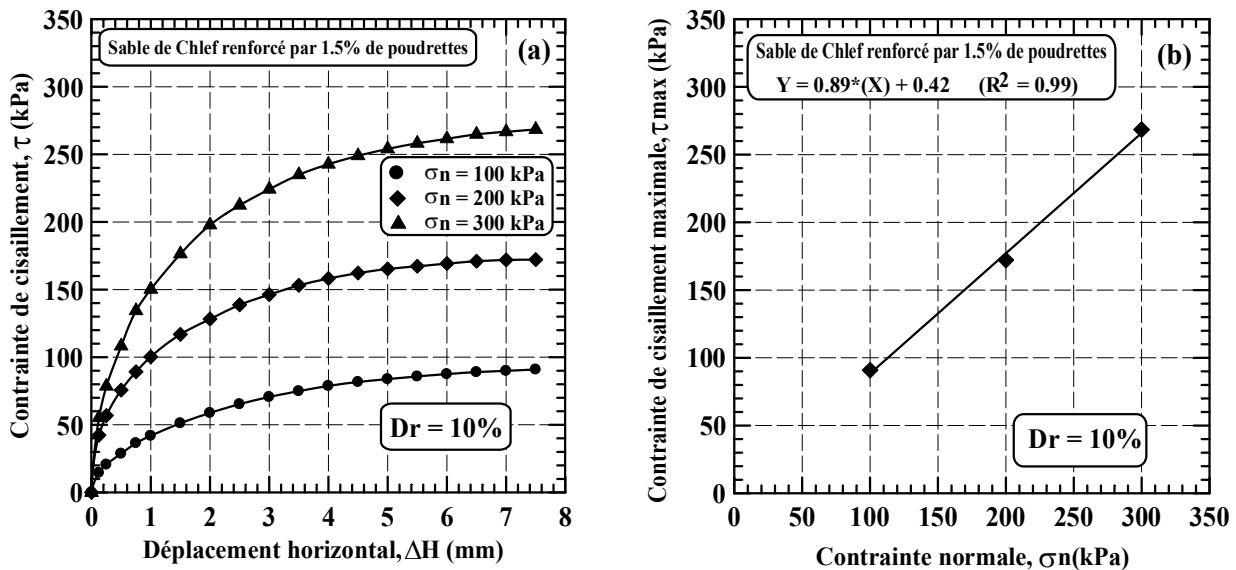 Sable de Chlef renforcé par 1.5% de poudrettes
(a)
σn = 100 kPa
σn = 200 kPa
σn = 300 kPa
Dr = 10%
350
300
250
200
150
100
50
0
0 1 2 3 4 5 6 7 8
Contrainte de cisaillement, τ (kPa)
Déplacement horizontal, ΔH (mm)
Sable de Chlef renforcé par 1.5% de poudrettes
Y = 0.89*(X) + 0.42 (R² = 0.99)
(b)
Dr = 10%
350
300
250
200
150
100
50
0
0 50 100 150 200 250 300 350
Contrainte de cisaillement maximale, τmax (kPa)
Contrainte normale, σn(kPa)